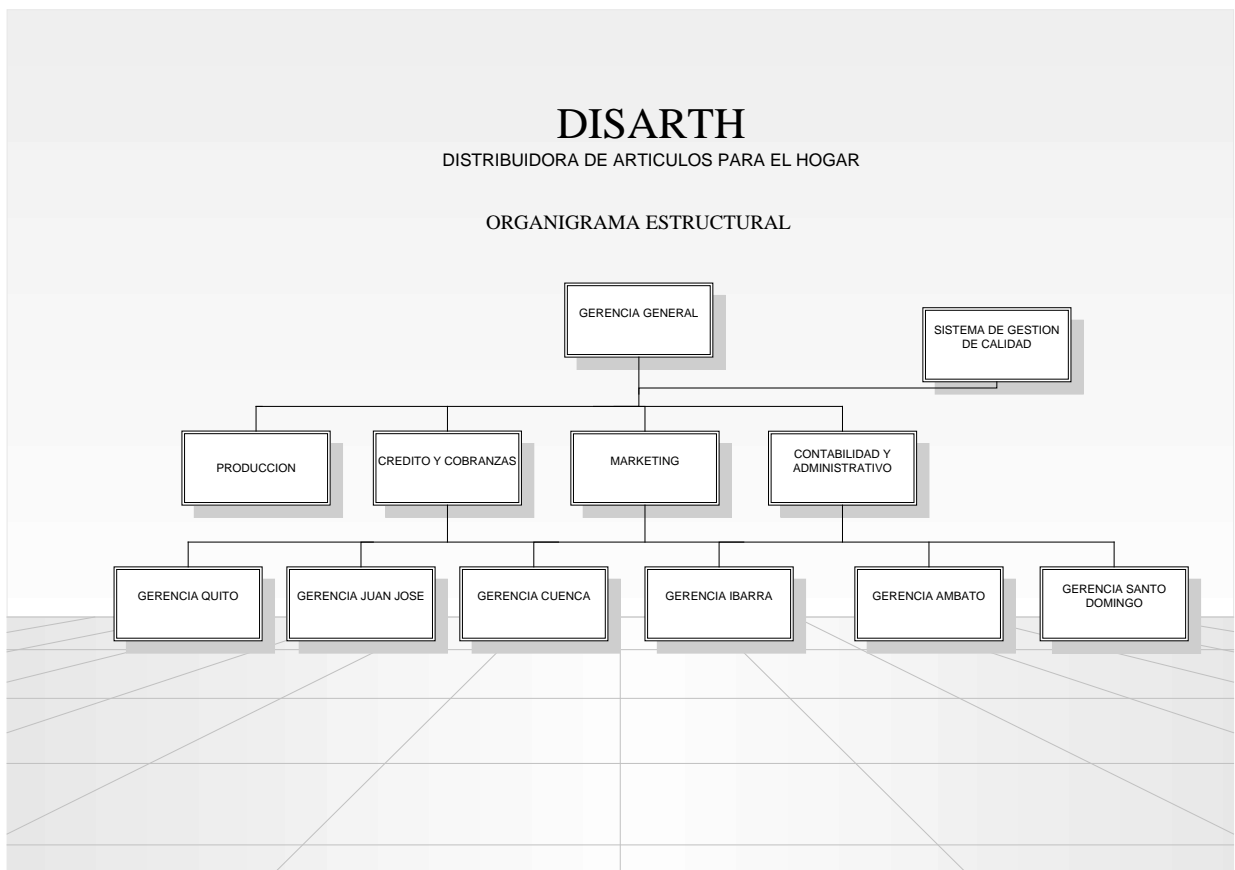 DISARTH
DISTRIBUIDORA DE ARTICULOS PARA EL HOGAR
ORGANIGRAMA ESTRUCTURAL
GERENCIA GENERAL
SISTEMA DE GESTION
DE CALIDAD
PRODUCCION
CREDITO Y COBRANZAS
MARKETING
CONTABILIDAD Y
ADMINISTRATIVO
GERENCIA QUITO
GERENCIA JUAN JOSE
GERENCIA CUENCA
GERENCIA IBARRA
GERENCIA AMBATO
GERENCIA SANTO
DOMINGO